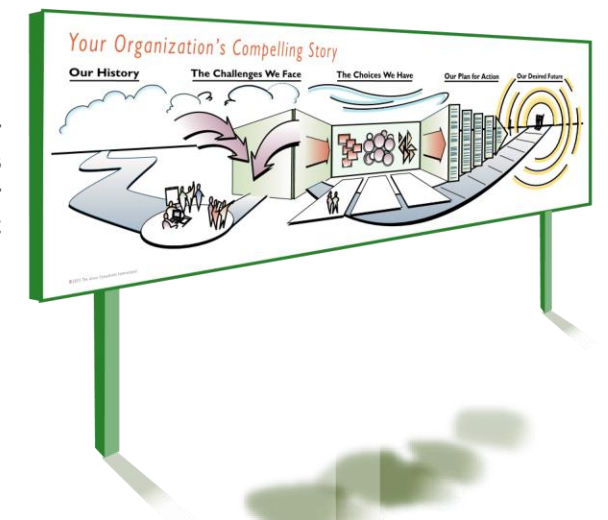 Your Organization's Compelling Story
Our History
The Challenges We Face
The Choices We Have
Our Plan for Action
Our Desired Future